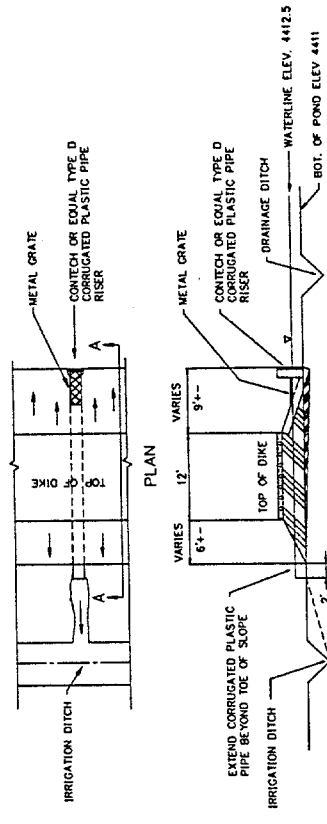 METAL GRATE
CONTECH OR EQUAL TYPE D
CORRUGATED PLASTIC PIPE
RISER
A
TOP OF DIKE
A
IRRIGATION DITCH
PLAN
VARIES
6'+-
12'
VARIES
9'+-
METAL GRATE
CONTECH OR EQUAL TYPE D
CORRUGATED PLASTIC PIPE
RISER
TOP OF DIKE
WATERLINE ELEV. 4412.5
DRAINAGE DITCH
BOT. OF POND ELEV 4411
EXTEND CORRUGATED PLASTIC
PIPE BEYOND TOE OF SLOPE
IRRIGATION DITCH
2'